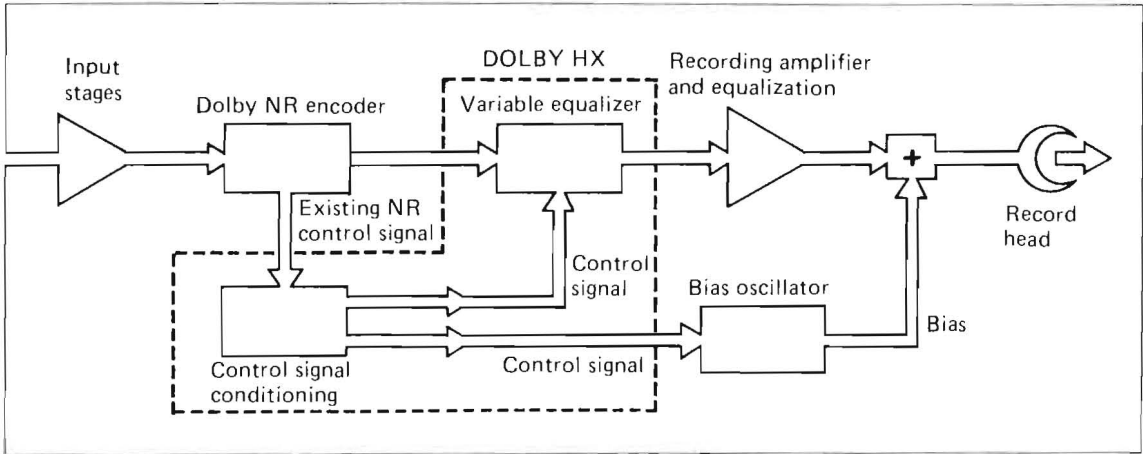 DOLBY HX
Input
stages
Dolby NR encoder
Variable equalizer
Recording amplifier
and equalization
+
Existing NR
control signal
Record
head
Control
signal
Bias oscillator
Bias
Control signal
Control signal
conditioning